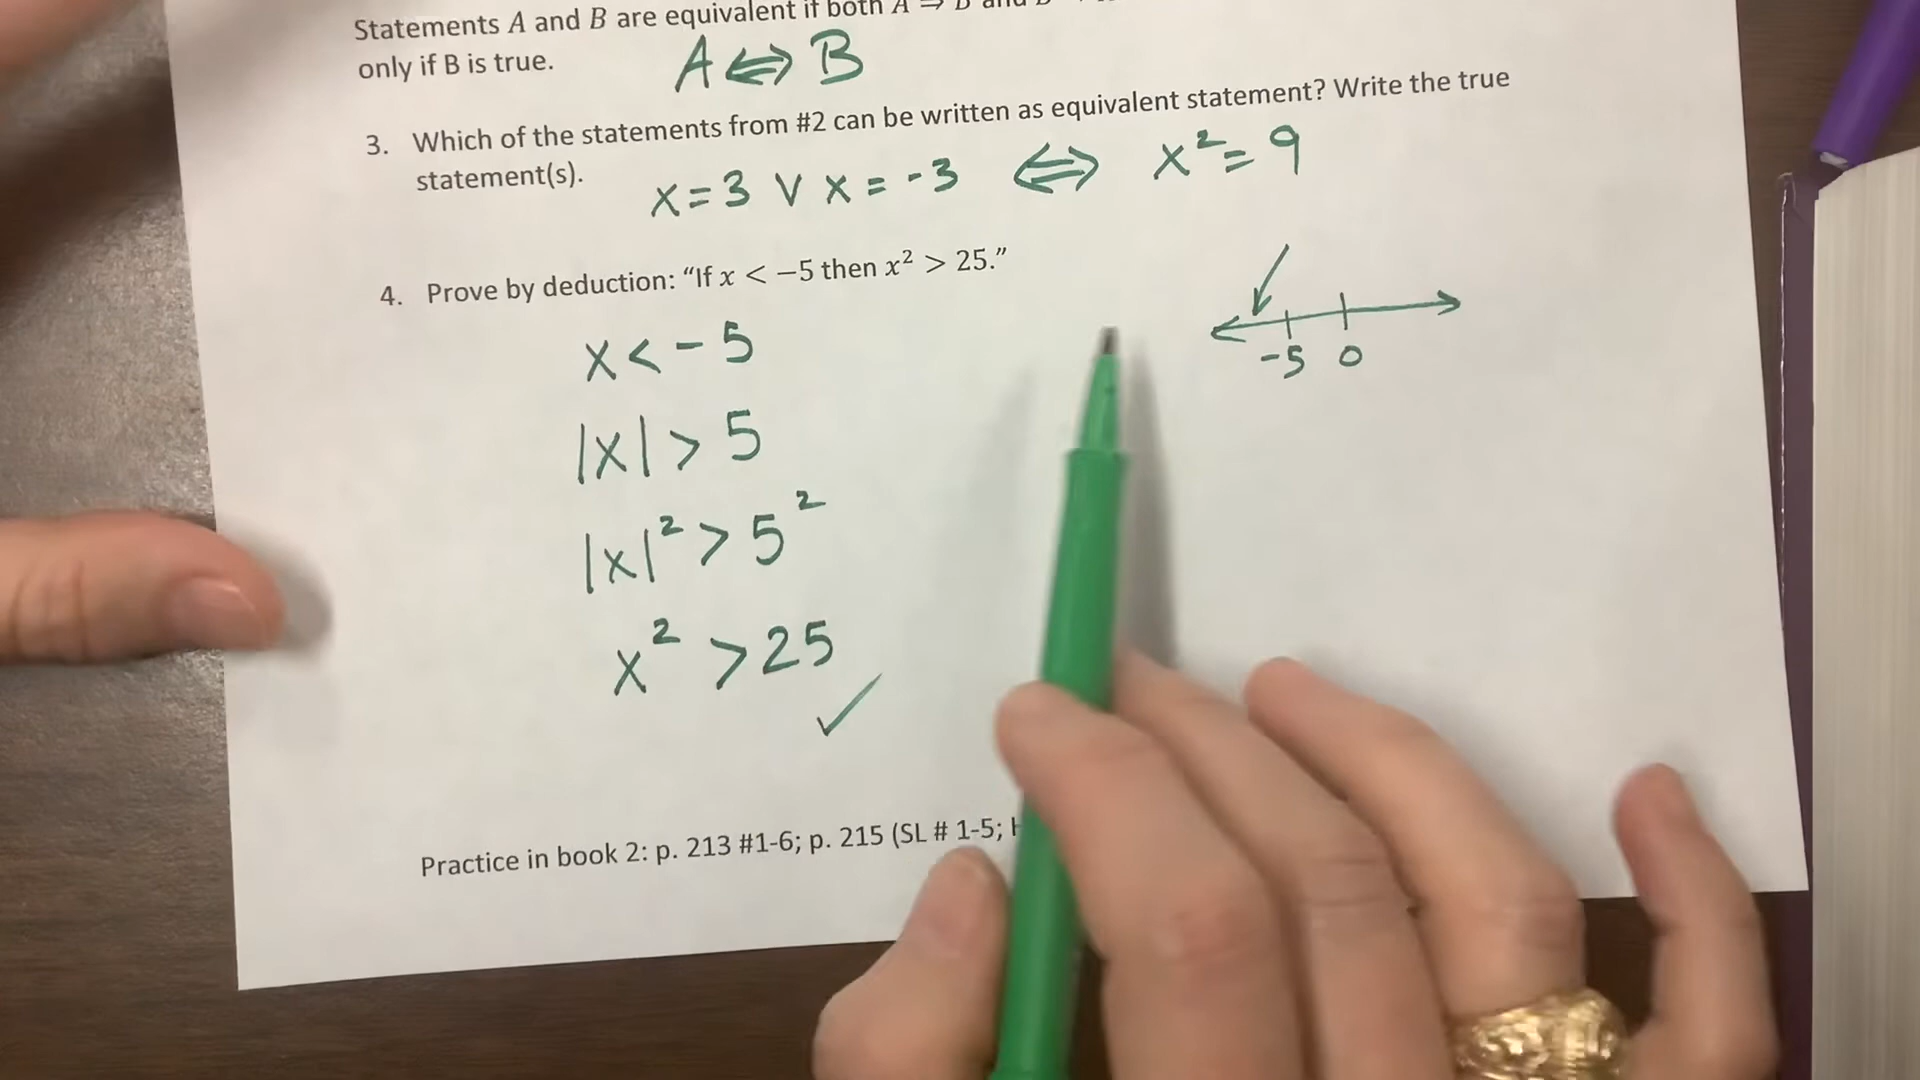 Statements A and B are equivalent if both A ⇒ B and
only if B is true.
A ⇔ B
3. Which of the statements from #2 can be written as equivalent statement? Write the true
statement(s).
x = 3 ∨ x = -3 ⇔ x² = 9
4. Prove by deduction: “If x < −5 then x² > 25.”
x < - 5
|x| > 5
|x|² > 5²
x² > 25
✓
-5 0
Practice in book 2: p. 213 #1-6; p. 215 (SL # 1-5;